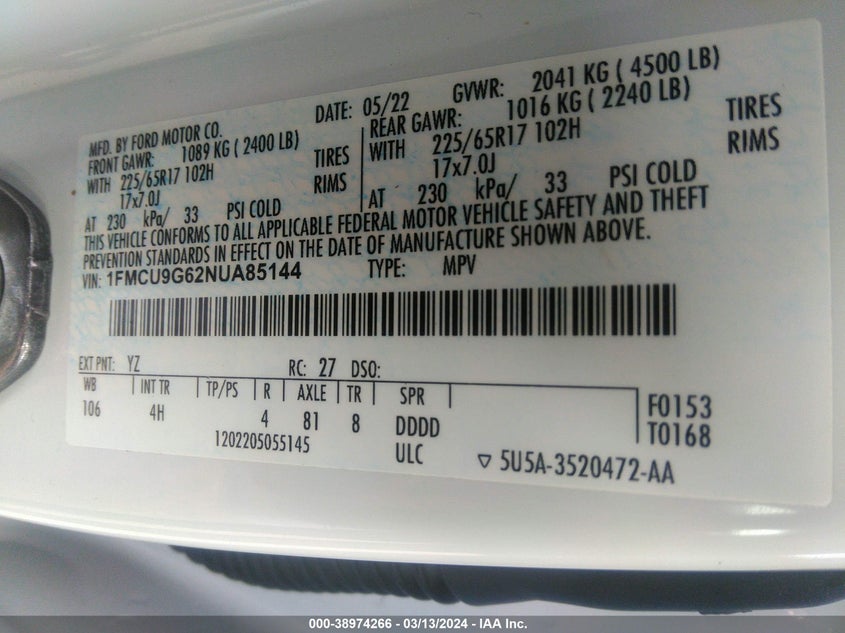 MFD. BY FORD MOTOR CO. DATE: 05/22 GVWR: 2041 KG ( 4500 LB)
FRONT GAWR: 1089 KG ( 2400 LB) REAR GAWR: 1016 KG ( 2240 LB)
WITH 225/65R17 102H TIRES WITH 225/65R17 102H TIRES
17x7.0J RIMS 17x7.0J RIMS
AT 230 kPa/ 33 PSI COLD AT 230 kPa/ 33 PSI COLD
THIS VEHICLE CONFORMS TO ALL APPLICABLE FEDERAL MOTOR VEHICLE SAFETY AND THEFT
PREVENTION STANDARDS IN EFFECT ON THE DATE OF MANUFACTURE SHOWN ABOVE.
VIN: 1FMCU9G62NUA85144 TYPE: MPV
EXT PNT: YZ RC: 27 DSO:
WB INT TR TP/PS R AXLE TR SPR
106 4H 4 81 8 DDDD
1202205055145 ULC
F0153
T0168
▽ 5U5A-3520472-AA
000-38974266 / 03/13/2024 - IAA Inc.